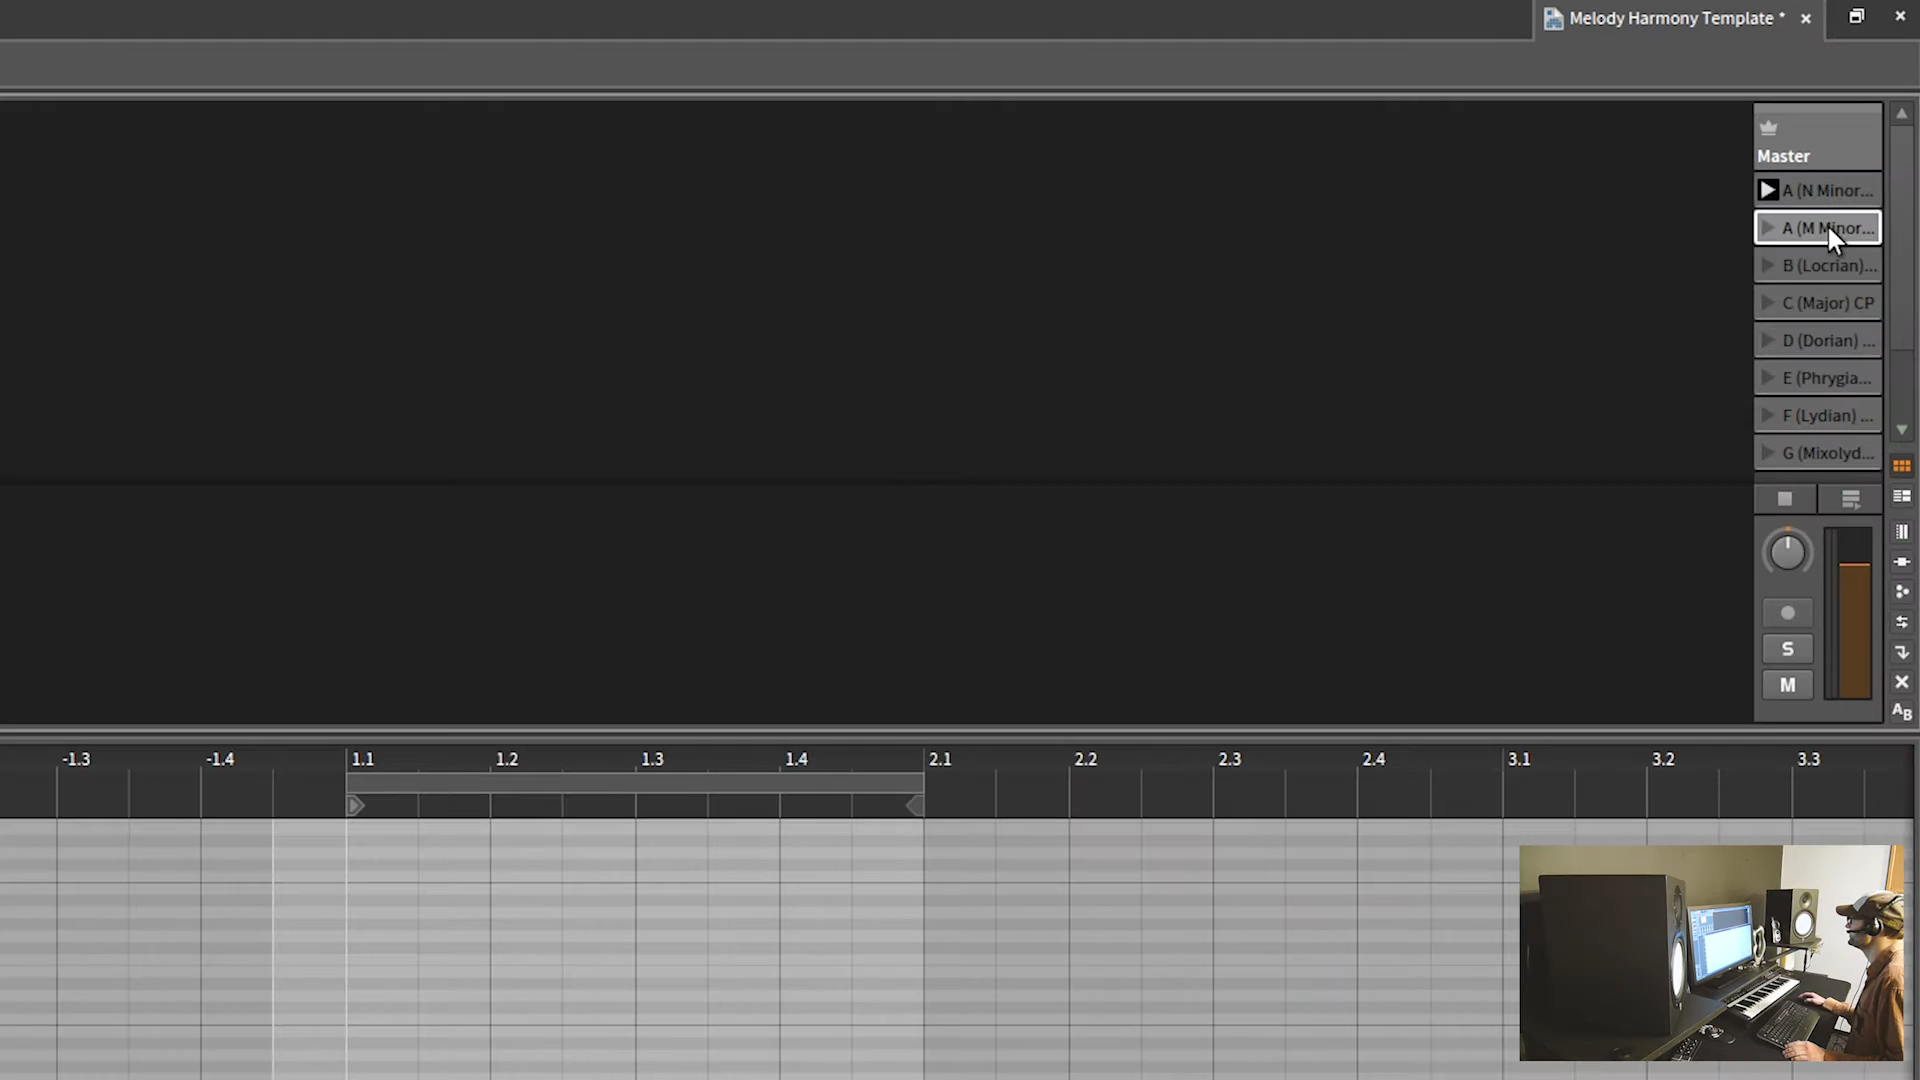 Melody Harmony Template *
Master
A (N Minor...
A (M Minor...
B (Locrian)...
C (Major) CP
D (Dorian) ...
E (Phrygia...
F (Lydian) ...
G (Mixolyd...
S
M
AB
-1.3 -1.4 1.1 1.2 1.3 1.4 2.1 2.2 2.3 2.4 3.1 3.2 3.3